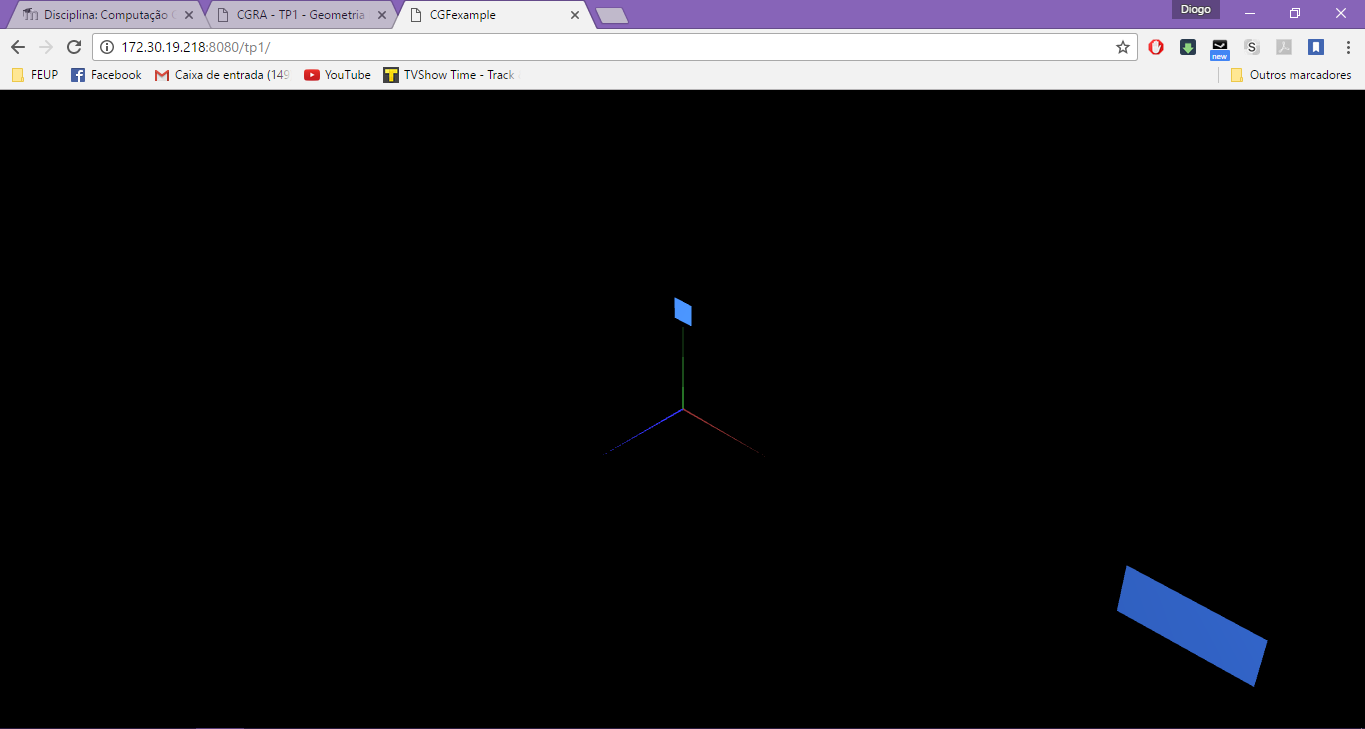 Disciplina: Computação CGRA - TP1 - Geometria CGFexample Diogo
172.30.19.218:8080/tp1/ S new
FEUP Facebook Caixa de entrada (149 YouTube TVShow Time - Track Outros marcadores